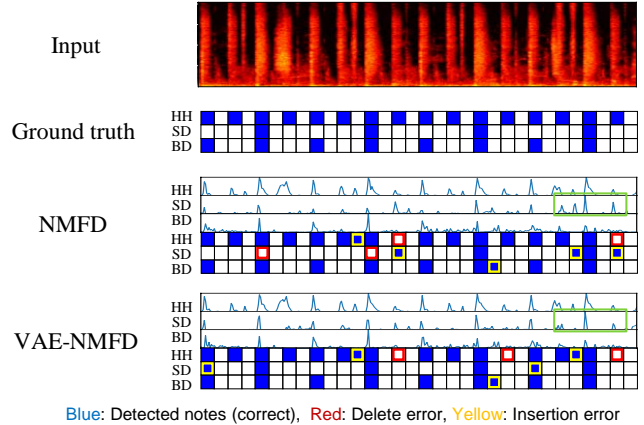 Input
Ground truth
HH
SD
BD
NMFD
HH
SD
BD
HH
SD
BD
VAE-NMFD
HH
SD
BD
HH
SD
BD
Blue: Detected notes (correct), Red: Delete error, Yellow: Insertion error